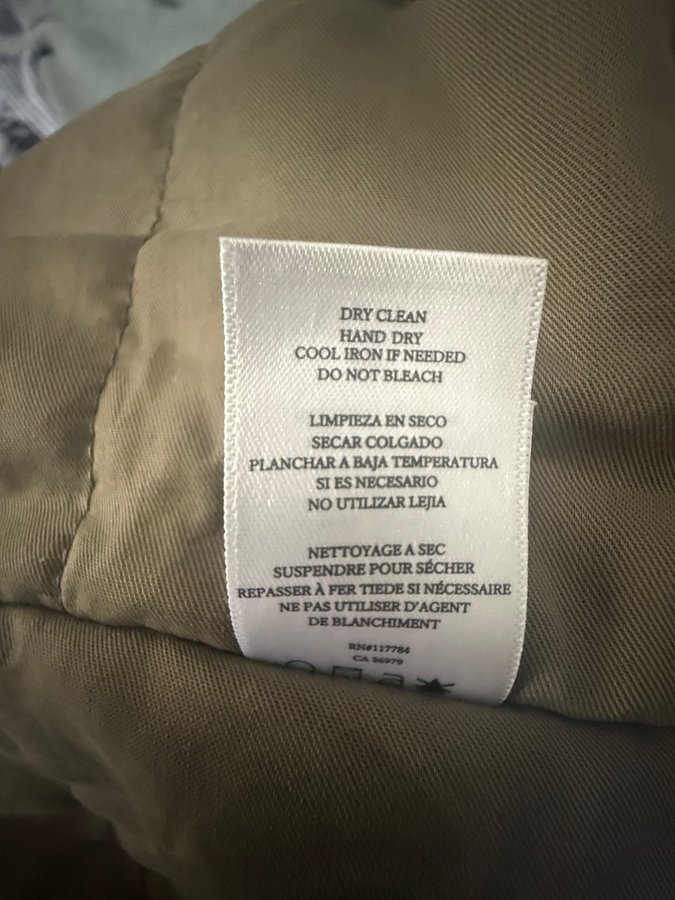 DRY CLEAN
HAND DRY
COOL IRON IF NEEDED
DO NOT BLEACH
LIMPIEZA EN SECO
SECAR COLGADO
PLANCHAR A BAJA TEMPERATURA
SI ES NECESARIO
NO UTILIZAR LEJIA
NETTOYAGE A SEC
SUSPENDRE POUR SÉCHER
REPASSER À FER TIEDE SI NÉCESSAIRE
NE PAS UTILISER D'AGENT
DE BLANCHIMENT
RN#117784
CA 36979